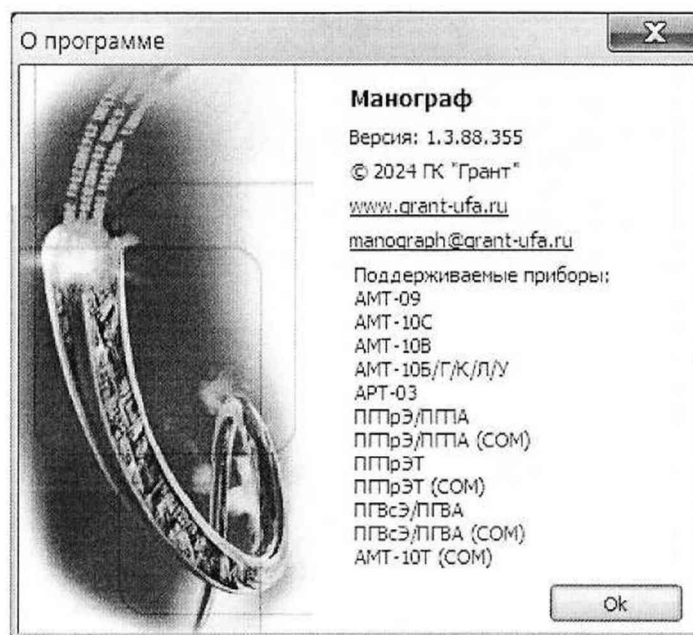 О программе
Манограф
Версия: 1.3.88.355
© 2024 ГК "Грант"
www.grant-ufa.ru
manograph@grant-ufa.ru
Поддерживаемые приборы:
АМТ-09
АМТ-10С
АМТ-10В
АМТ-10Б/Г/К/Л/У
АРТ-03
ПГПрЭ/ПГПА
ПГПрЭ/ПГПА (COM)
ПГПрЭТ
ПГПрЭТ (COM)
ПГВсЭ/ПГВА
ПГВсЭ/ПГВА (COM)
АМТ-10Т (COM)
Ok